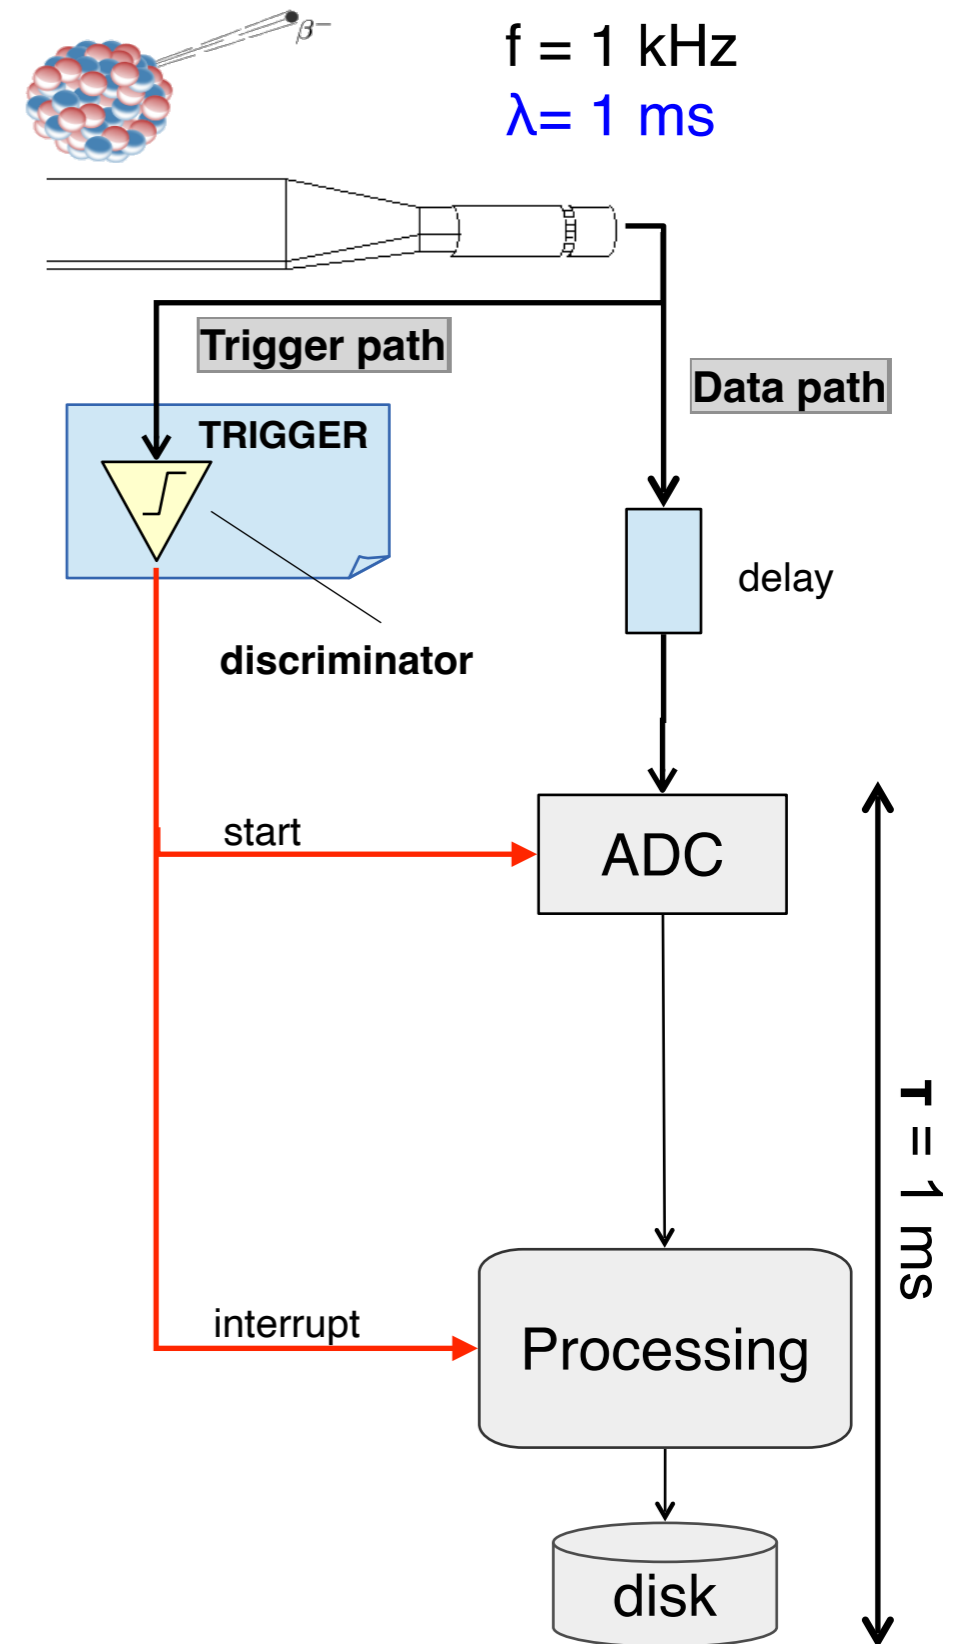 β⁻
f = 1 kHz
λ= 1 ms
Trigger path
Data path
TRIGGER
delay
discriminator
start
ADC
τ = 1 ms
interrupt
Processing
disk